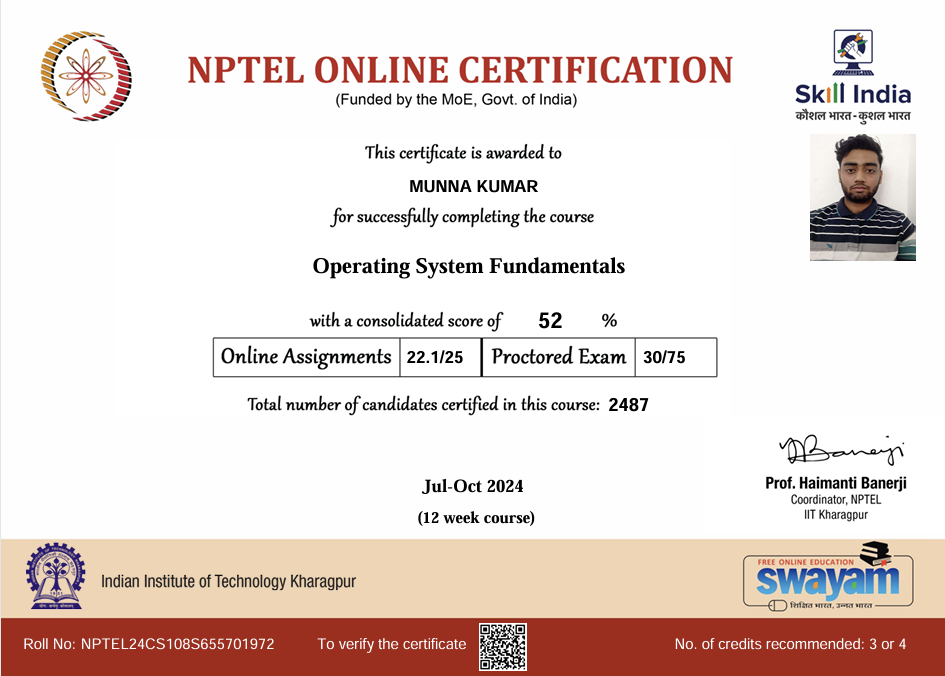 NPTEL ONLINE CERTIFICATION
(Funded by the MoE, Govt. of India)
Skill India
कौशल भारत - कुशल भारत
This certificate is awarded to
MUNNA KUMAR
for successfully completing the course
Operating System Fundamentals
with a consolidated score of 52 %
Online Assignments 22.1/25 Proctored Exam 30/75
Total number of candidates certified in this course: 2487
Jul-Oct 2024
(12 week course)
Prof. Haimanti Banerji
Coordinator, NPTEL
IIT Kharagpur
Indian Institute of Technology Kharagpur
FREE ONLINE EDUCATION
swayam
शिक्षित भारत, उन्नत भारत
Roll No: NPTEL24CS108S655701972 To verify the certificate No. of credits recommended: 3 or 4